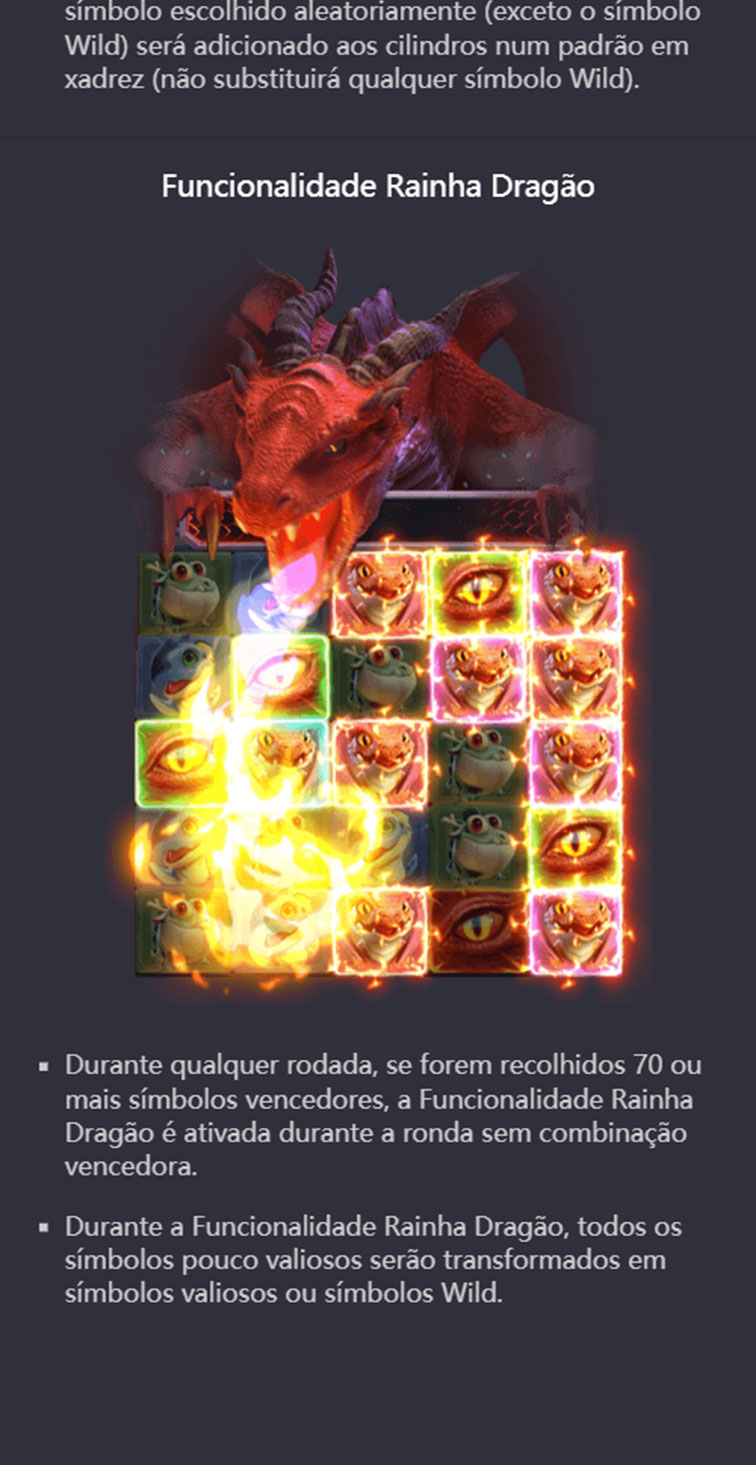 símbolo escolhido aleatoriamente (exceto o símbolo
Wild) será adicionado aos cilindros num padrão em
xadrez (não substituirá qualquer símbolo Wild).
Funcionalidade Rainha Dragão
▪ Durante qualquer rodada, se forem recolhidos 70 ou
mais símbolos vencedores, a Funcionalidade Rainha
Dragão é ativada durante a ronda sem combinação
vencedora.
▪ Durante a Funcionalidade Rainha Dragão, todos os
símbolos pouco valiosos serão transformados em
símbolos valiosos ou símbolos Wild.